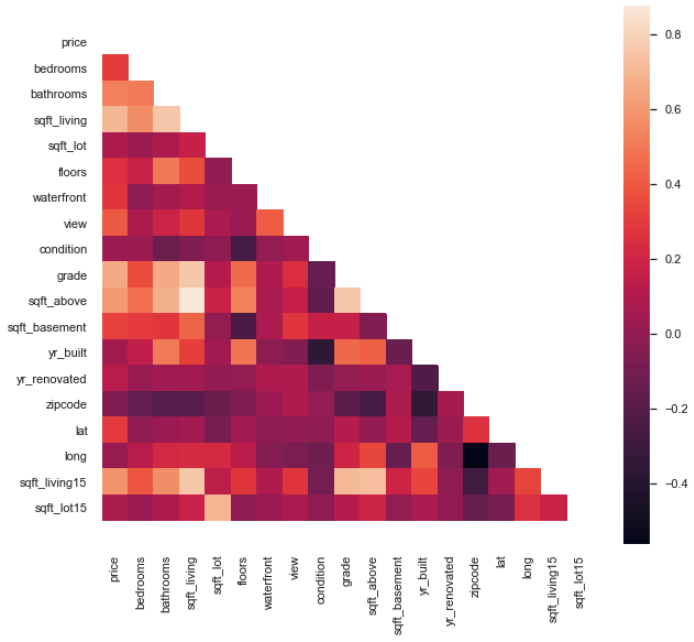 price
bedrooms
bathrooms
sqft_living
sqft_lot
floors
waterfront
view
condition
grade
sqft_above
sqft_basement
yr_built
yr_renovated
zipcode
lat
long
sqft_living15
sqft_lot15
price
bedrooms
bathrooms
sqft_living
sqft_lot
floors
waterfront
view
condition
grade
sqft_above
sqft_basement
yr_built
yr_renovated
zipcode
lat
long
sqft_living15
sqft_lot15
0.8
0.6
0.4
0.2
0.0
−0.2
−0.4